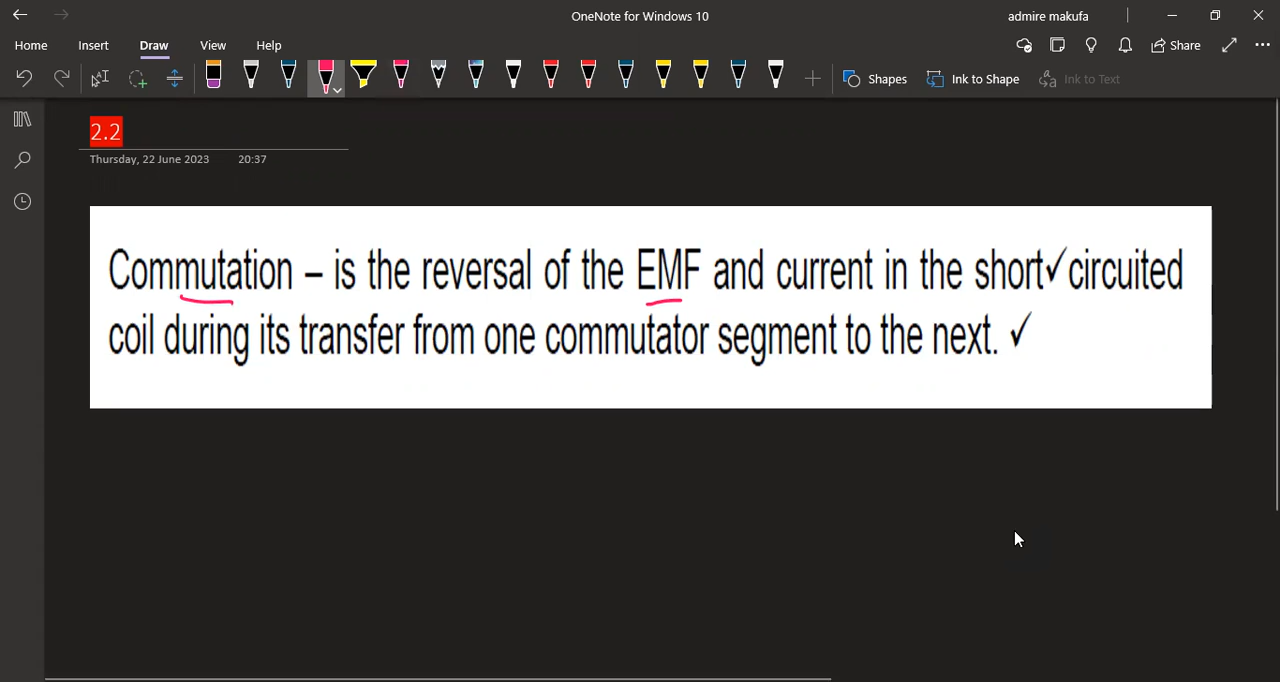 OneNote for Windows 10
admire makufa
Home Insert Draw View Help
Share
Shapes Ink to Shape Ink to Text
2.2
Thursday, 22 June 2023 20:37
Commutation – is the reversal of the EMF and current in the short✓circuited
coil during its transfer from one commutator segment to the next. ✓